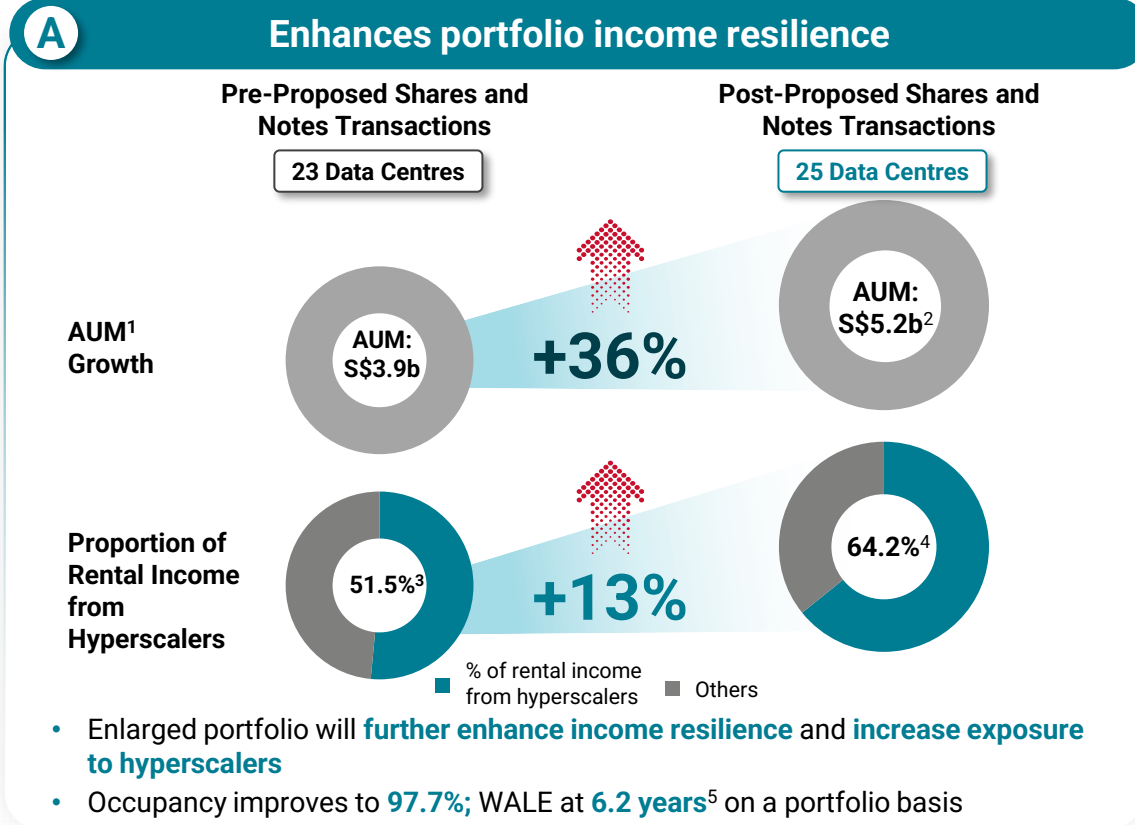 A
Enhances portfolio income resilience
Pre-Proposed Shares and
Notes Transactions
Post-Proposed Shares and
Notes Transactions
23 Data Centres
25 Data Centres
AUM¹
Growth
AUM:
S$3.9b
+36%
AUM:
S$5.2b²
Proportion of
Rental Income
from
Hyperscalers
51.5%³
+13%
64.2%⁴
% of rental income
from hyperscalers
Others
• Enlarged portfolio will further enhance income resilience and increase exposure
to hyperscalers
• Occupancy improves to 97.7%; WALE at 6.2 years⁵ on a portfolio basis